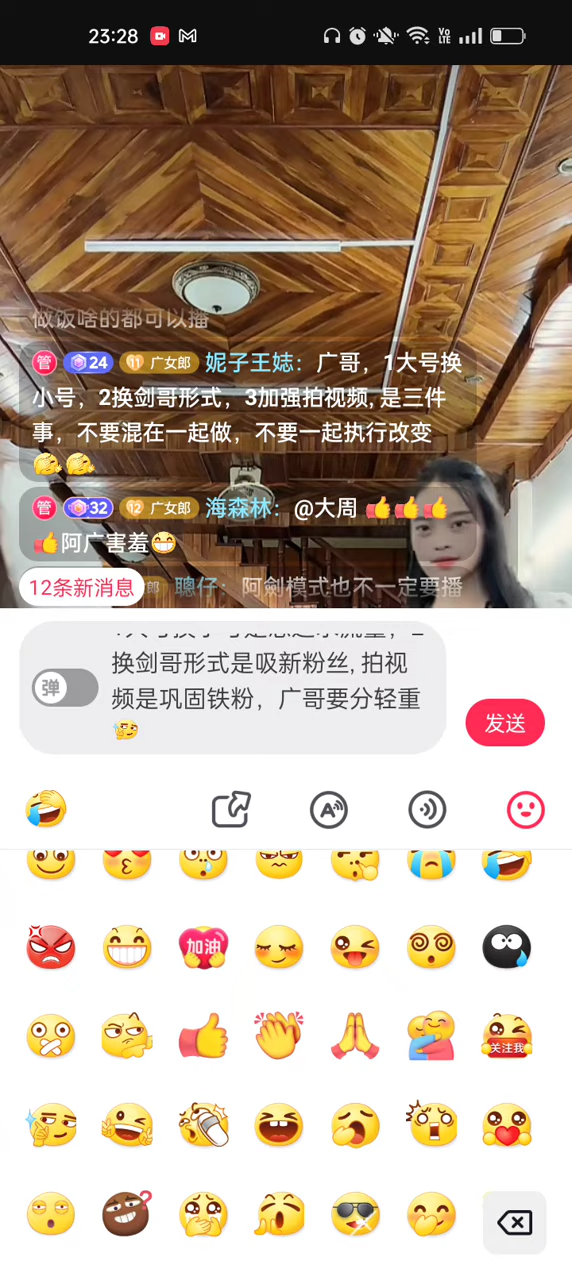 23:28
Vo
LTE
做饭啥的都可以播
管 24 11 广女郎 妮子王娡：广哥，1大号换
小号，2换剑哥形式，3加强拍视频,是三件
事，不要混在一起做，不要一起执行改变
管 32 12 广女郎 海森林：@大周
阿广害羞
12条新消息 郎 聰仔：阿劍模式也不一定要播
换剑哥形式是吸新粉丝,拍视
弹 频是巩固铁粉，广哥要分轻重
发送
A
加油
关注我